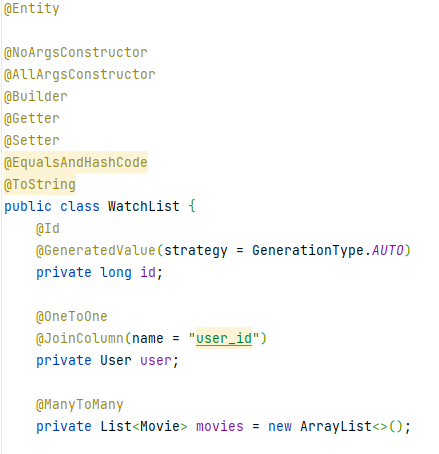 @Entity
@NoArgsConstructor
@AllArgsConstructor
@Builder
@Getter
@Setter
@EqualsAndHashCode
@ToString
public class WatchList {
@Id
@GeneratedValue(strategy = GenerationType.AUTO)
private long id;
@OneToOne
@JoinColumn(name = "user_id")
private User user;
@ManyToMany
private List<Movie> movies = new ArrayList<>();